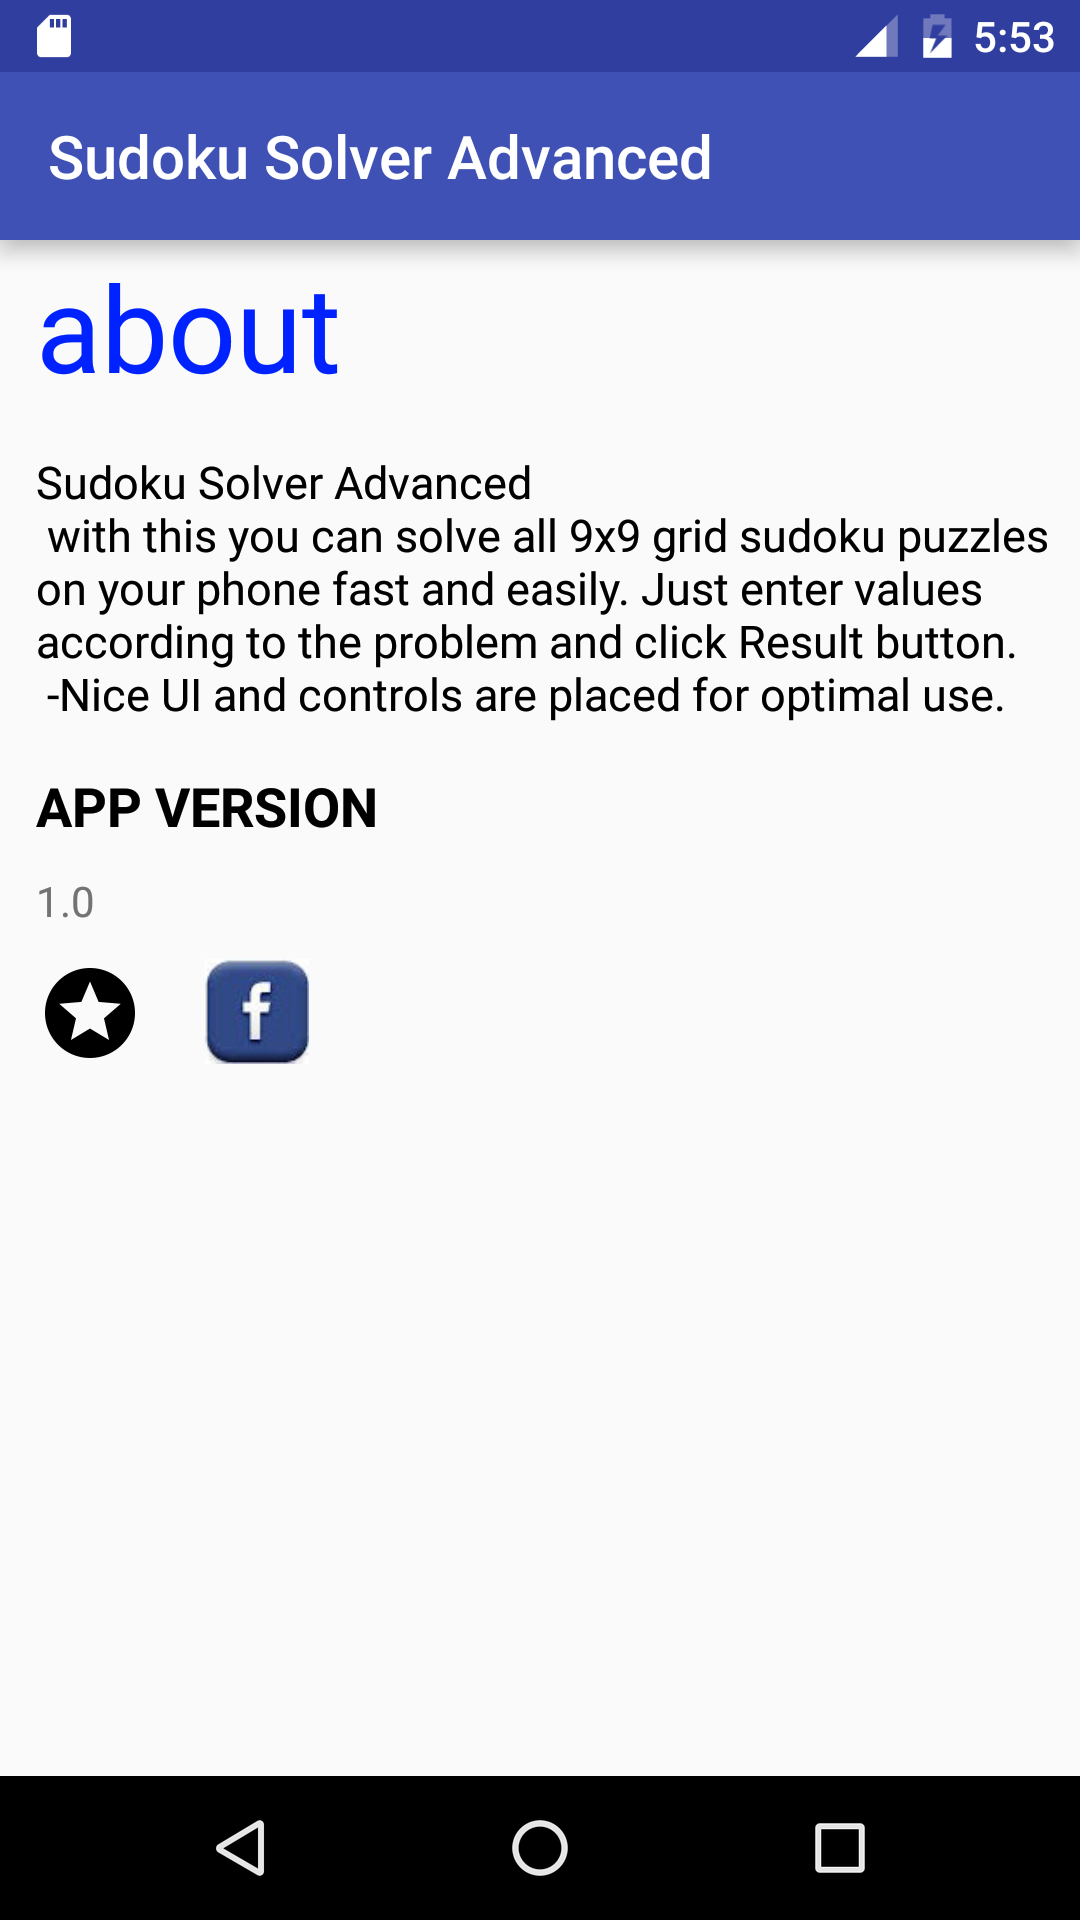 5:53
Sudoku Solver Advanced
about
Sudoku Solver Advanced
with this you can solve all 9x9 grid sudoku puzzles
on your phone fast and easily. Just enter values
according to the problem and click Result button.
-Nice UI and controls are placed for optimal use.
APP VERSION
1.0
f